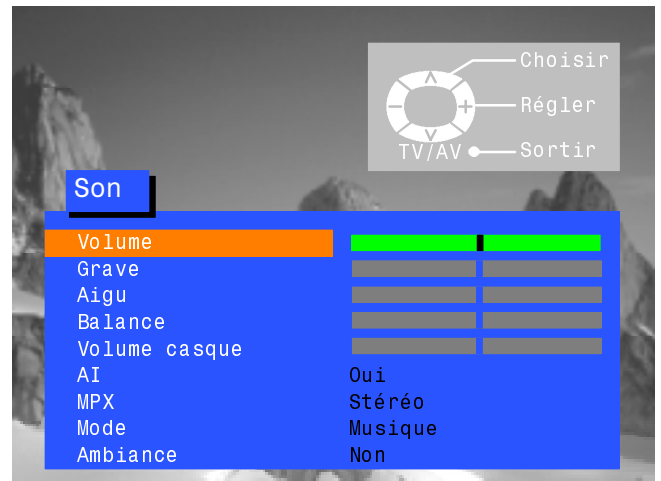 Choisir
Régler
TV/AV Sortir
Son
Volume
Grave
Aigu
Balance
Volume casque
AI Oui
MPX Stéréo
Mode Musique
Ambiance Non